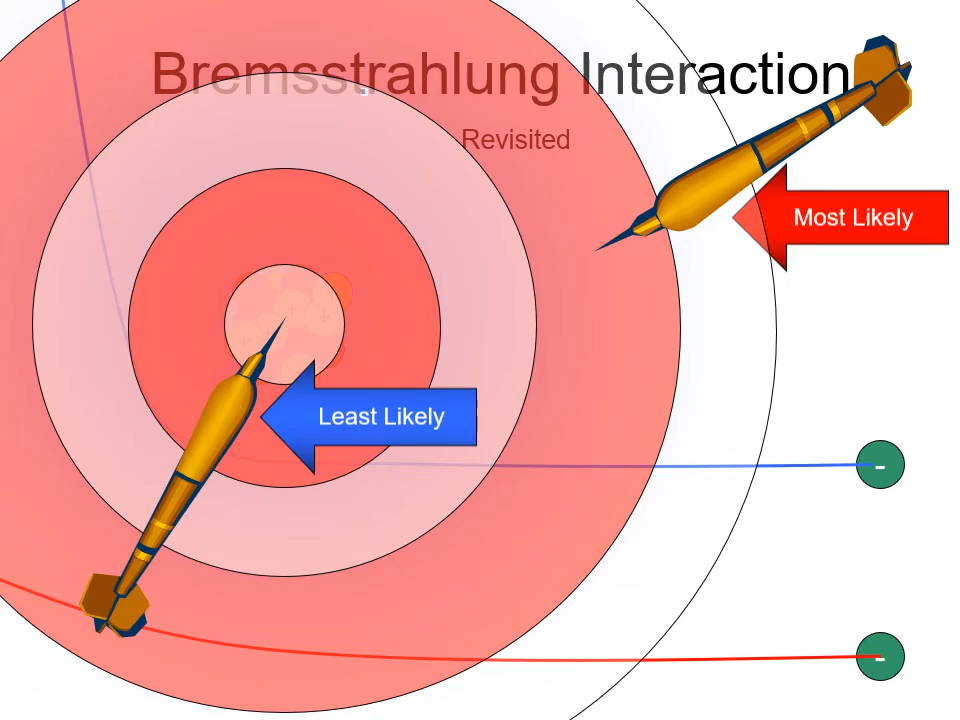 Bremsstrahlung Interaction
Revisited
Most Likely
Least Likely
-
-